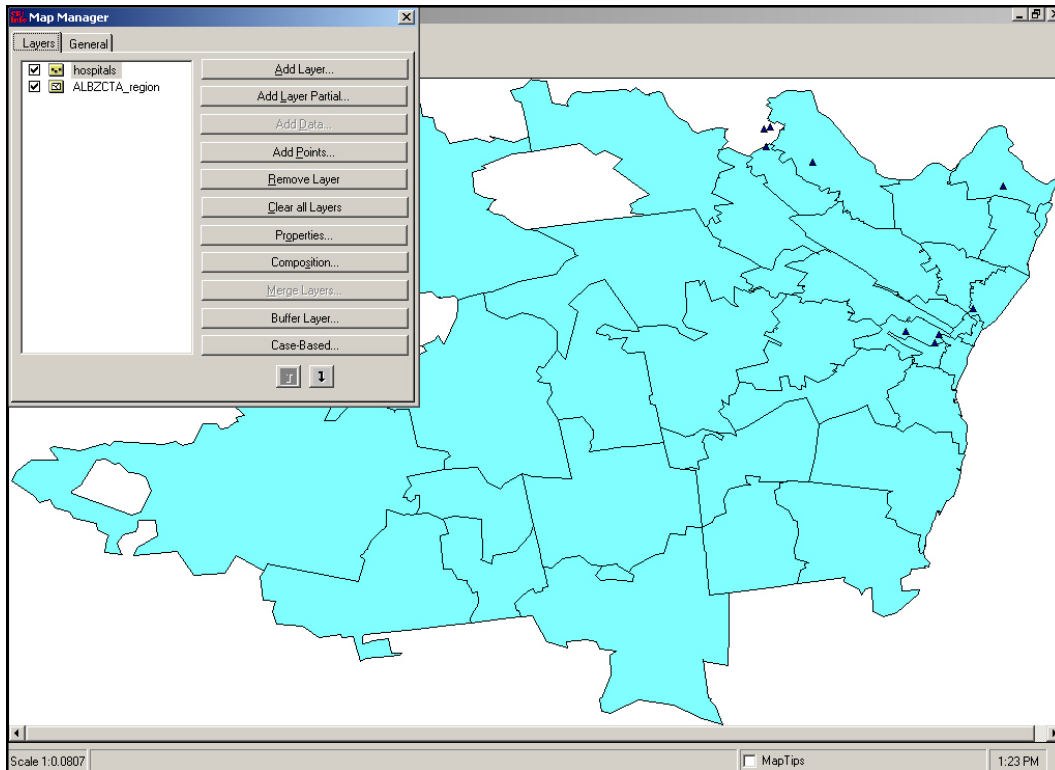 Map Manager
Layers General
hospitals
ALBZCTA_region
Add Layer...
Add Layer Partial...
Add Data...
Add Points...
Remove Layer
Clear all Layers
Properties...
Composition...
Merge Layers...
Buffer Layer...
Case-Based...
Scale 1:0.0807
MapTips
1:23 PM